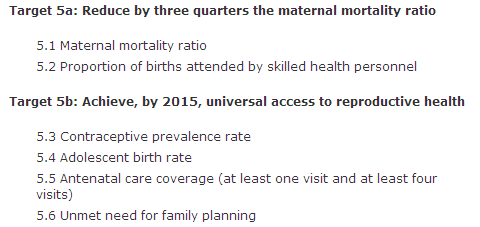 Target 5a: Reduce by three quarters the maternal mortality ratio
5.1 Maternal mortality ratio
5.2 Proportion of births attended by skilled health personnel
Target 5b: Achieve, by 2015, universal access to reproductive health
5.3 Contraceptive prevalence rate
5.4 Adolescent birth rate
5.5 Antenatal care coverage (at least one visit and at least four
visits)
5.6 Unmet need for family planning